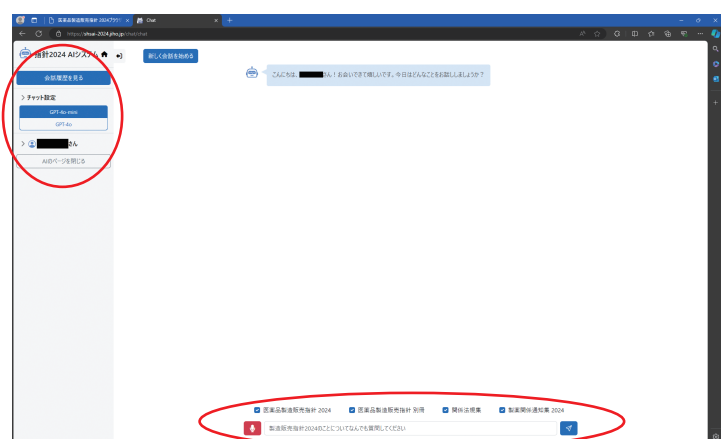 医薬品製造販売指針 2024ブラウ
Chat
https://shsai-2024.jiho.jp/chat/chat
指針2024 AIシステム
新しく会話を始める
こんにちは、さん！お会いできて嬉しいです。今日はどんなことをお話ししましょうか？
会話履歴を見る
チャット設定
GPT-4o-mini
GPT-4o
さん
AIのページを閉じる
医薬品製造販売指針 2024
医薬品製造販売指針 別冊
関係法規集
製薬関係通知集 2024
製造販売指針2024のことについてなんでも質問してください